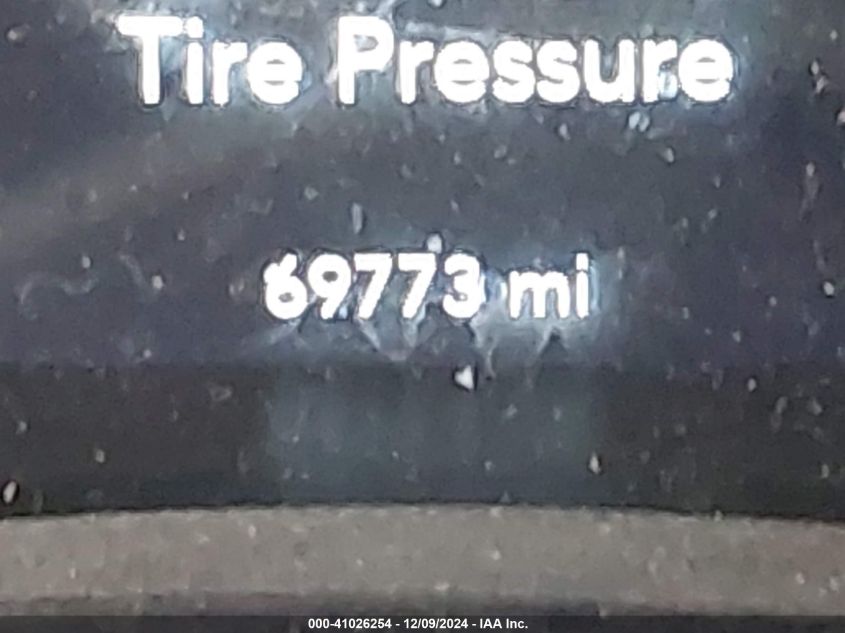 Tire Pressure
69773 mi
000-41026254 - 12/09/2024 - IAA Inc.